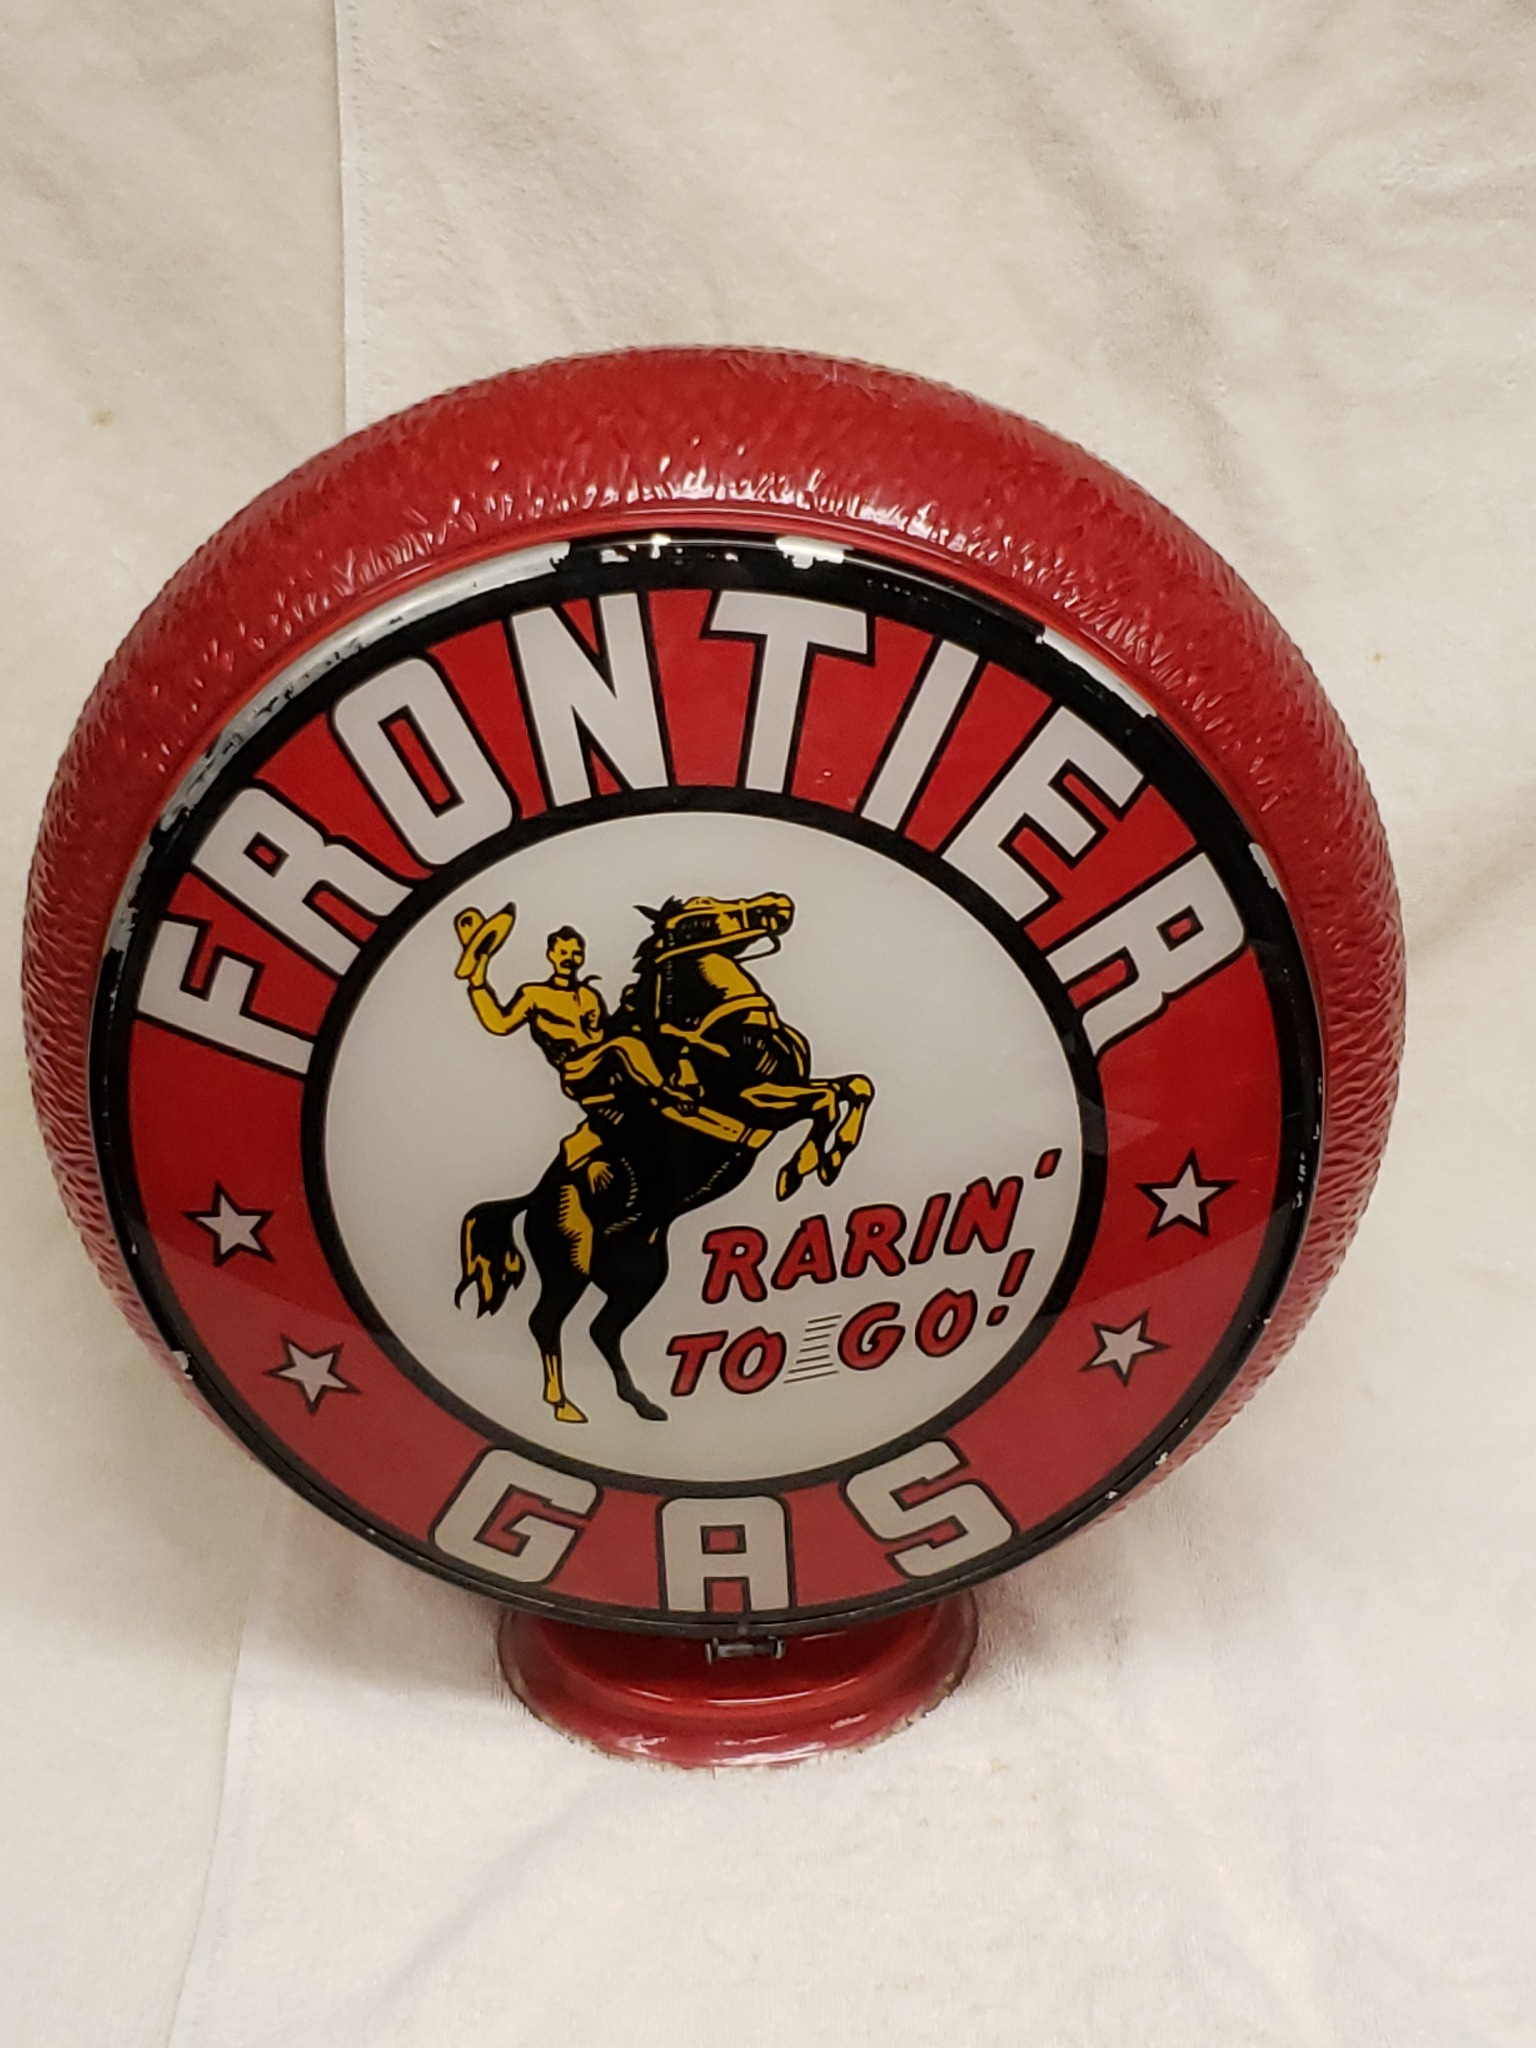 FRONTIER
RARIN'
TO GO!
GAS